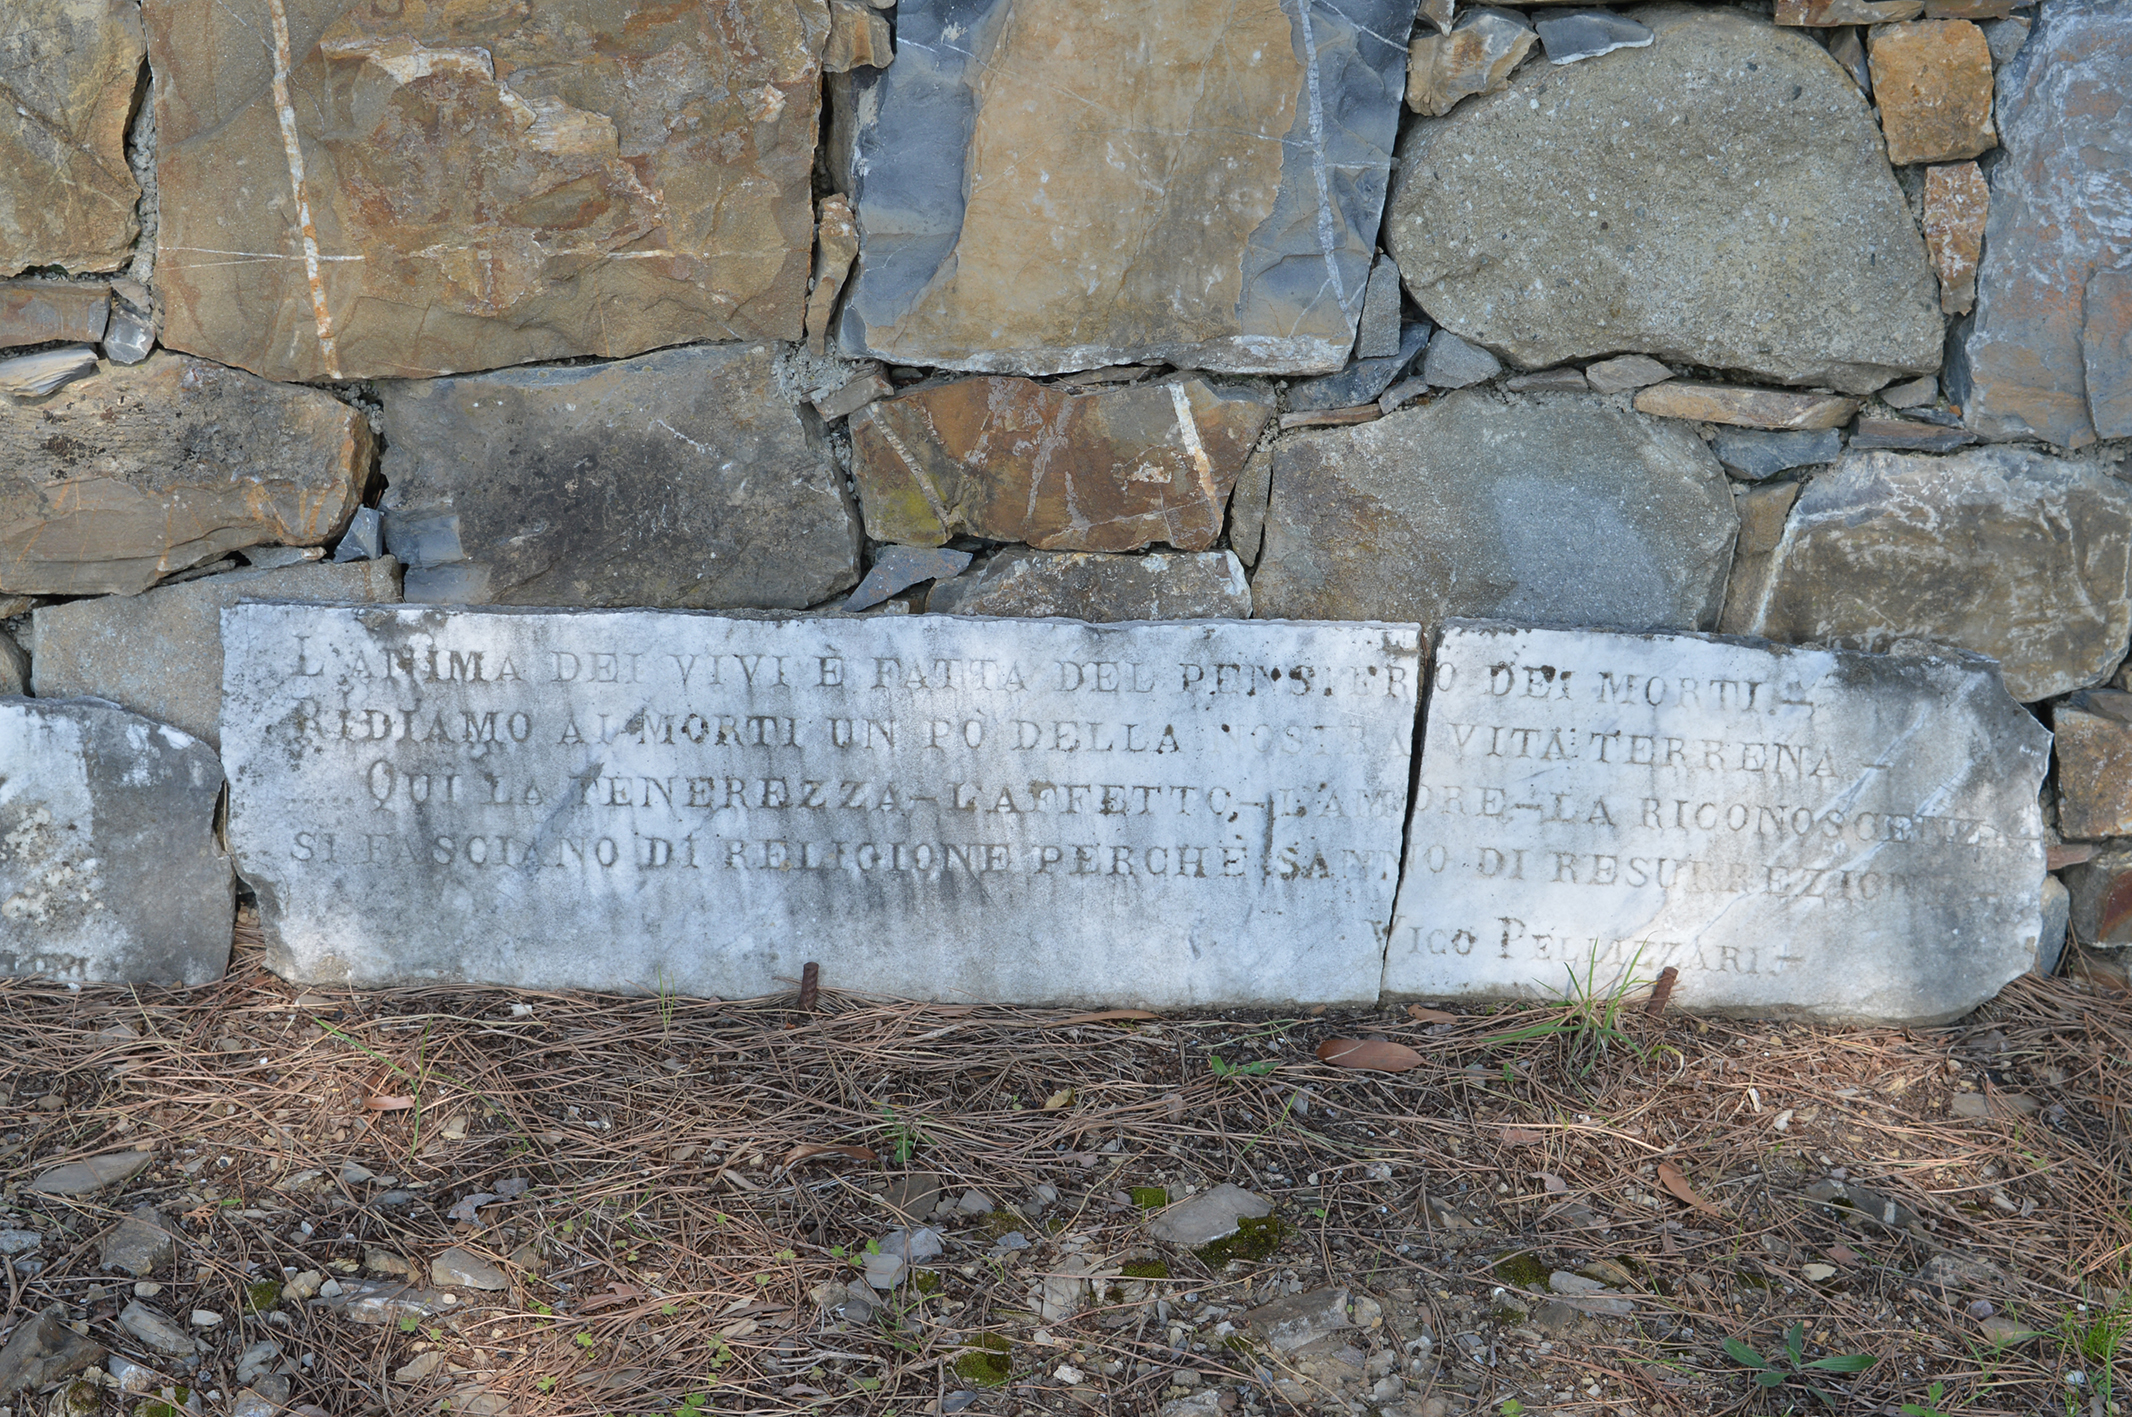 L'ANIMA DEI VIVI È FATTA DEL PENSIERO DEI MORTI.–
RIDIAMO AI MORTI UN PÒ DELLA NOSTRA VITA TERRENA –
QUI LA TENEREZZA – L'AFFETTO – L'AMORE – LA RICONOSCENZA
SI FASCIANO DI RELIGIONE PERCHÈ SANNO DI RESURREZIONE
VICO PELLIZZARI.–